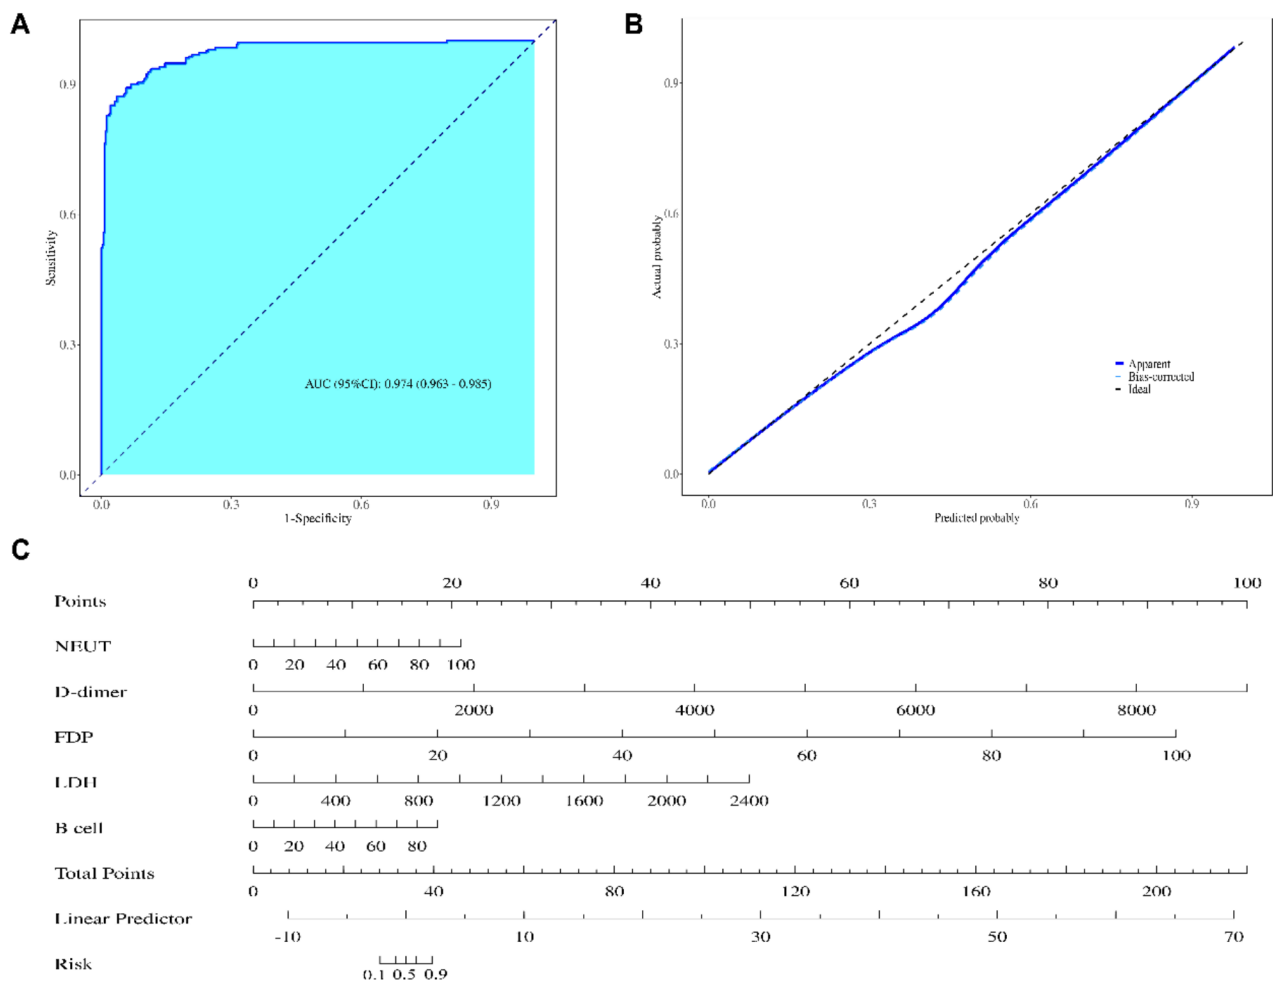 A
0.9
0.6
0.3
0.0
Sensitivity
AUC (95%CI): 0.974 (0.963 - 0.985)
0.0 0.3 0.6 0.9
1-Specificity
B
0.9
0.6
0.3
0.0
Actual probably
Apparent
Bias-corrected
Ideal
0.0 0.3 0.6 0.9
Predicted probably
C
0 20 40 60 80 100
Points
NEUT
0 20 40 60 80 100
D-dimer
0 2000 4000 6000 8000
FDP
0 20 40 60 80 100
LDH
0 400 800 1200 1600 2000 2400
B cell
0 20 40 60 80
Total Points
0 40 80 120 160 200
Linear Predictor
-10 10 30 50 70
Risk
0.1 0.5 0.9